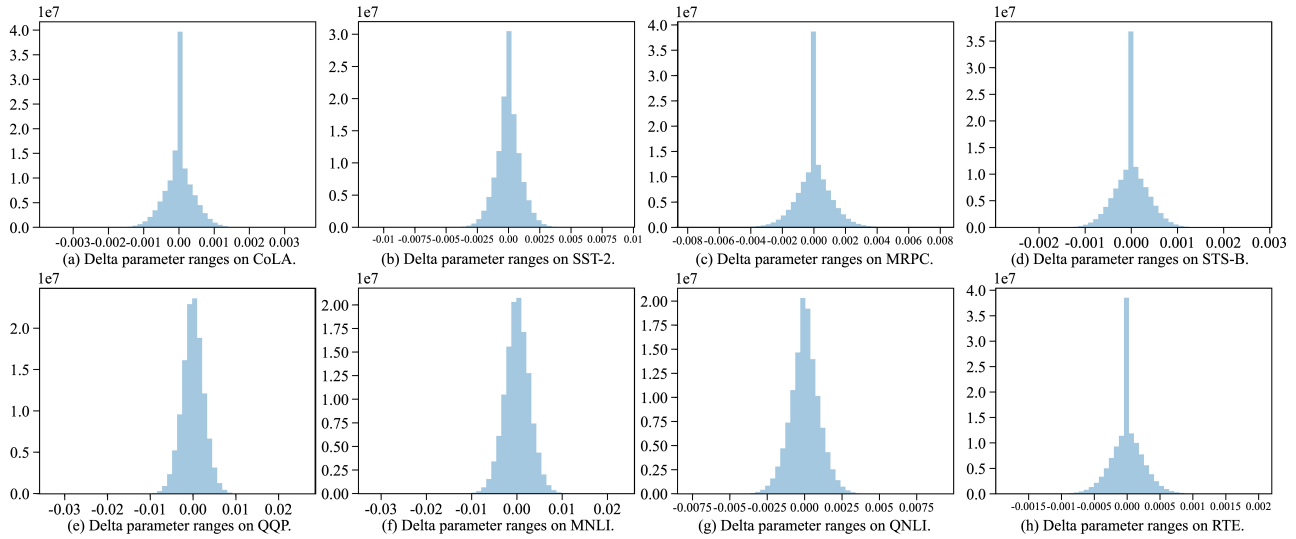 1e7 1e7 1e7 1e7
4.0 3.5 3.0 2.5 2.0 1.5 1.0 0.5 0.0
-0.003 -0.002 -0.001 0.00 0.001 0.002 0.003
(a) Delta parameter ranges on CoLA.
3.0 2.5 2.0 1.5 1.0 0.5 0.0
-0.01 -0.0075 -0.005 -0.0025 0.00 0.0025 0.005 0.0075 0.01
(b) Delta parameter ranges on SST-2.
4.0 3.5 3.0 2.5 2.0 1.5 1.0 0.5 0.0
-0.008 -0.006 -0.004 -0.002 0.000 0.002 0.004 0.006 0.008
(c) Delta parameter ranges on MRPC.
3.5 3.0 2.5 2.0 1.5 1.0 0.5 0.0
-0.002 -0.001 0.000 0.001 0.002 0.003
(d) Delta parameter ranges on STS-B.
1e7 1e7 1e7 1e7
2.0 1.0 0.5 0.0
-0.03 -0.02 -0.01 0.00 0.01 0.02
(e) Delta parameter ranges on QQP.
2.00 1.75 1.50 1.25 1.00 0.75 0.50 0.25 0.00
-0.03 -0.02 -0.01 0.00 0.01 0.02
(f) Delta parameter ranges on MNLI.
2.00 1.75 1.50 1.25 1.00 0.75 0.50 0.25 0.00
-0.0075 -0.005 -0.0025 0.000 0.0025 0.005 0.0075
(g) Delta parameter ranges on QNLI.
4.0 3.5 3.0 2.5 2.0 1.5 1.0 0.5 0.0
-0.0015 -0.001 -0.0005 0.000 0.0005 0.001 0.0015 0.002
(h) Delta parameter ranges on RTE.